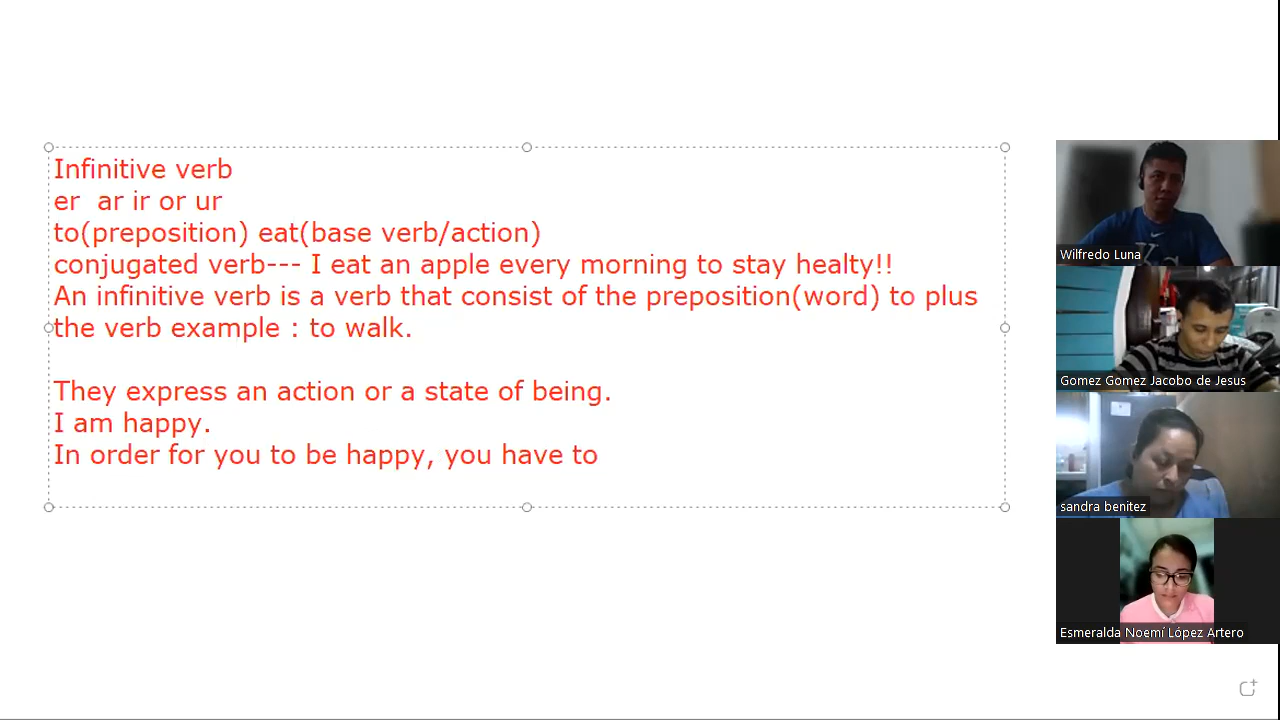 Infinitive verb
er  ar ir or ur
to(preposition) eat(base verb/action)
conjugated verb--- I eat an apple every morning to stay healty!!
An infinitive verb is a verb that consist of the preposition(word) to plus
the verb example : to walk.
They express an action or a state of being.
I am happy.
In order for you to be happy, you have to
Wilfredo Luna
Gomez Gomez Jacobo de Jesus
sandra benitez
Esmeralda Noemí López Artero